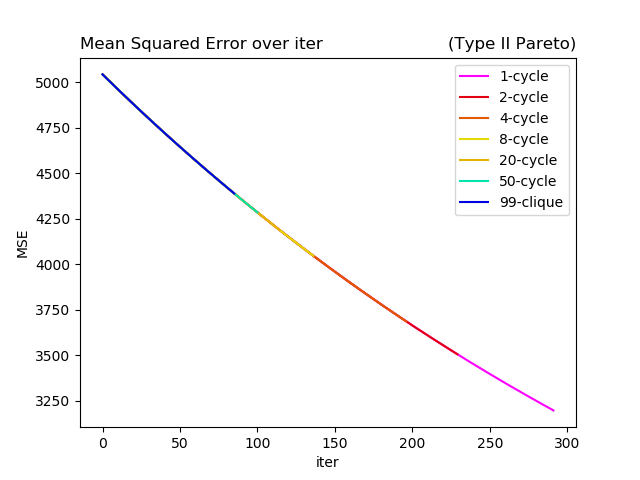 Mean Squared Error over iter (Type II Pareto)
5000
4750
4500
4250
4000
3750
3500
3250
MSE
1-cycle
2-cycle
4-cycle
8-cycle
20-cycle
50-cycle
99-clique
0 50 100 150 200 250 300
iter